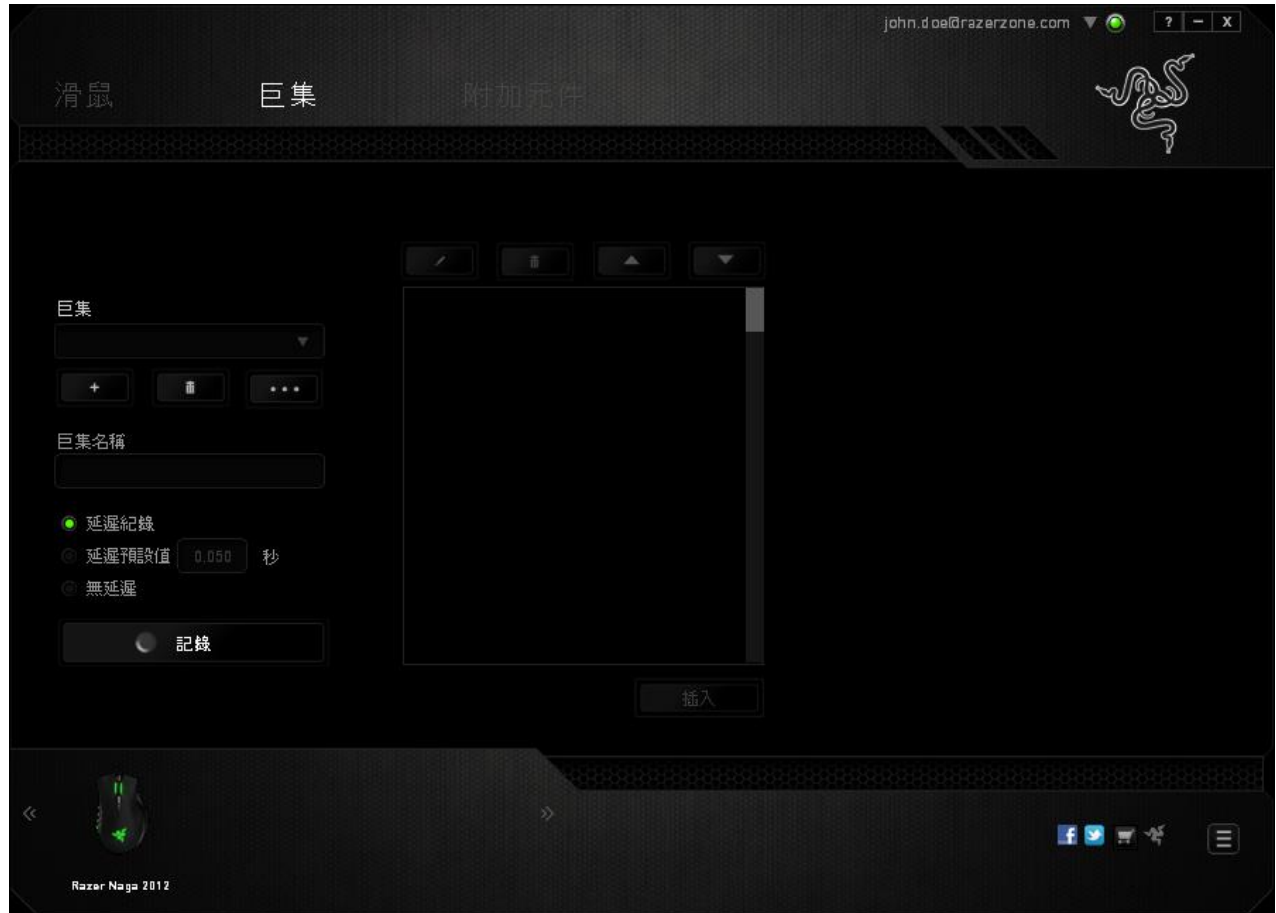 john.doe@razerzone.com ? - X
滑鼠 巨集 附加元件
巨集
巨集名稱
延遲紀錄
延遲預設值 0.050 秒
無延遲
記錄
插入
Razer Naga 2012